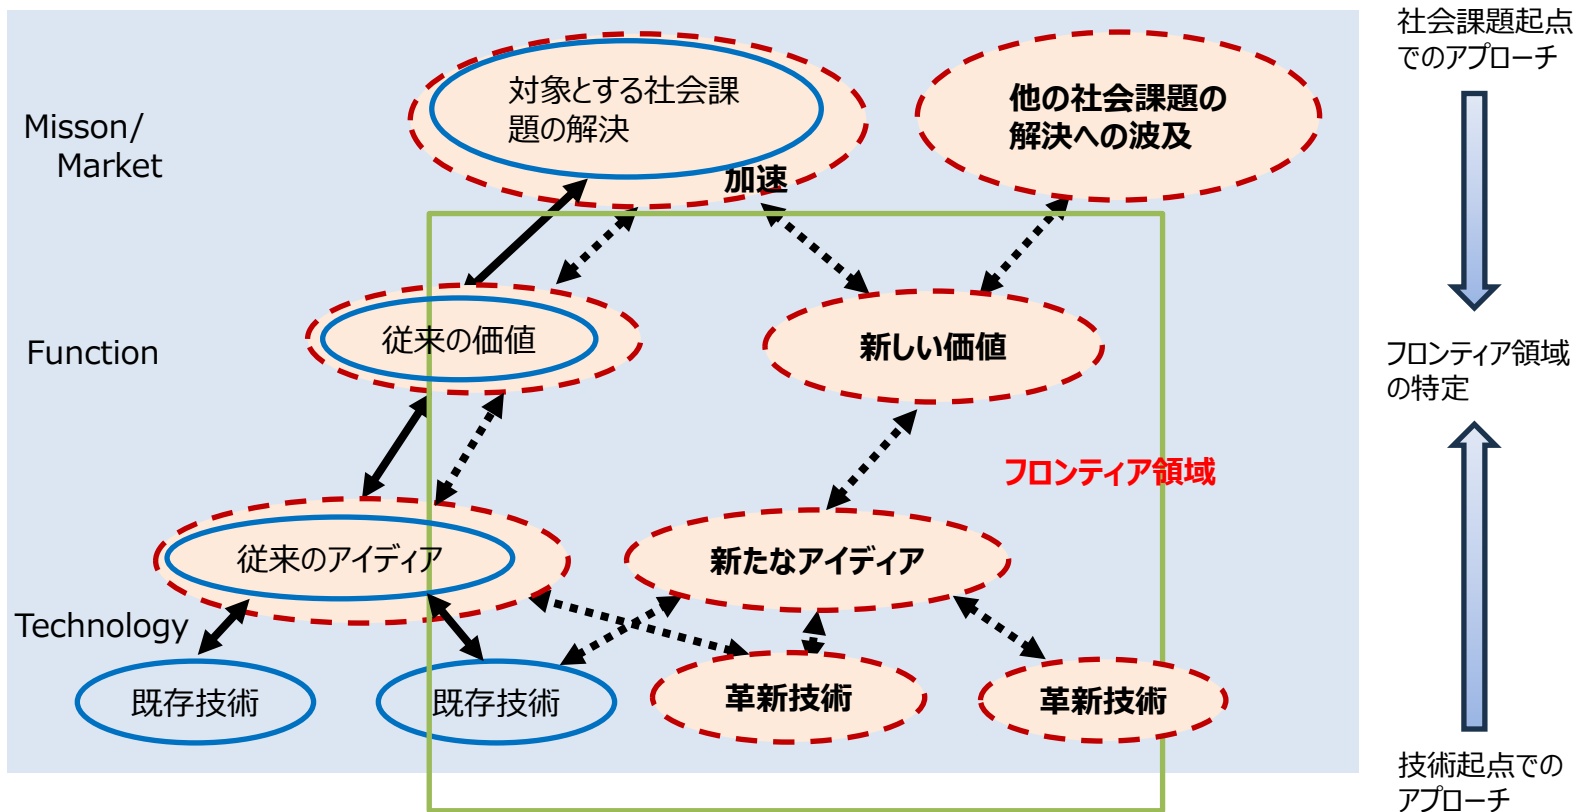 社会課題起点
でのアプローチ
対象とする社会課
題の解決
他の社会課題の
解決への波及
Misson/
Market
加速
Function
従来の価値
新しい価値
フロンティア領域
の特定
フロンティア領域
従来のアイディア
新たなアイディア
Technology
既存技術
既存技術
革新技術
革新技術
技術起点での
アプローチ